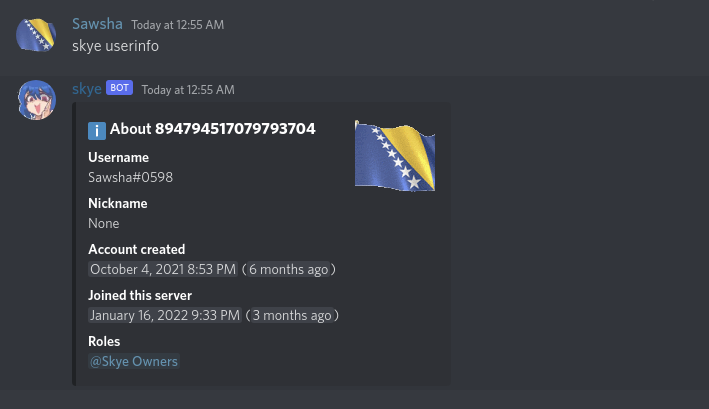 Sawsha Today at 12:55 AM
skye userinfo
skye BOT Today at 12:55 AM
i About 894794517079793704
Username
Sawsha#0598
Nickname
None
Account created
October 4, 2021 8:53 PM (6 months ago)
Joined this server
January 16, 2022 9:33 PM (3 months ago)
Roles
@Skye Owners